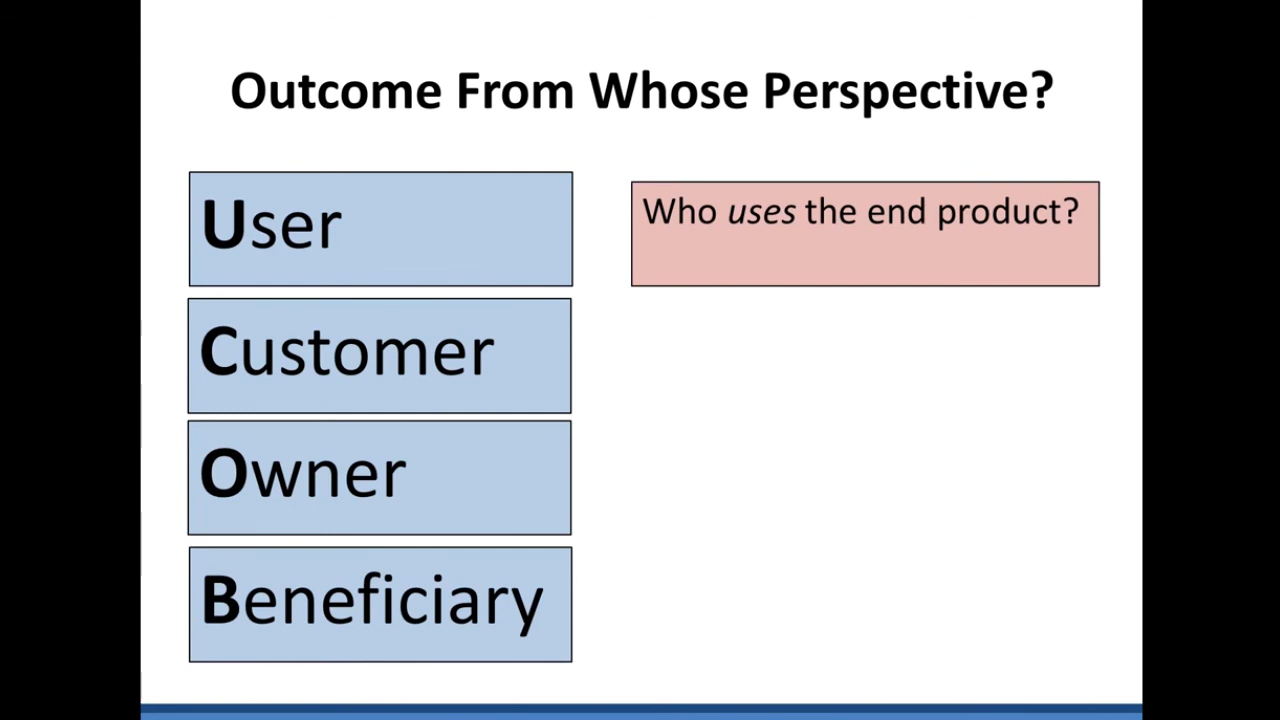 Outcome From Whose Perspective?
User
Who uses the end product?
Customer
Owner
Beneficiary